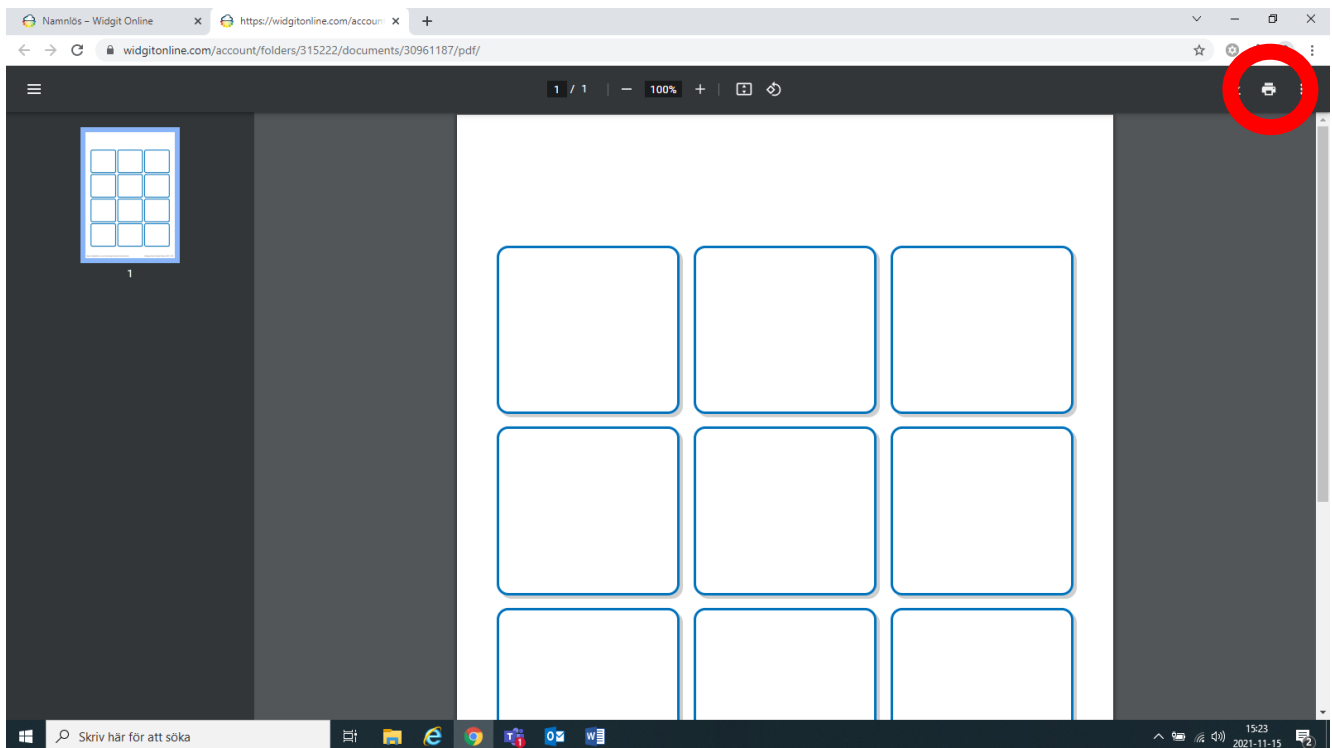 Namnlös – Widgit Online
https://widgitonline.com/accoun
widgitonline.com/account/folders/315222/documents/30961187/pdf/
1 / 1
100%
1
Skriv här för att söka
15:23
2021-11-15
2